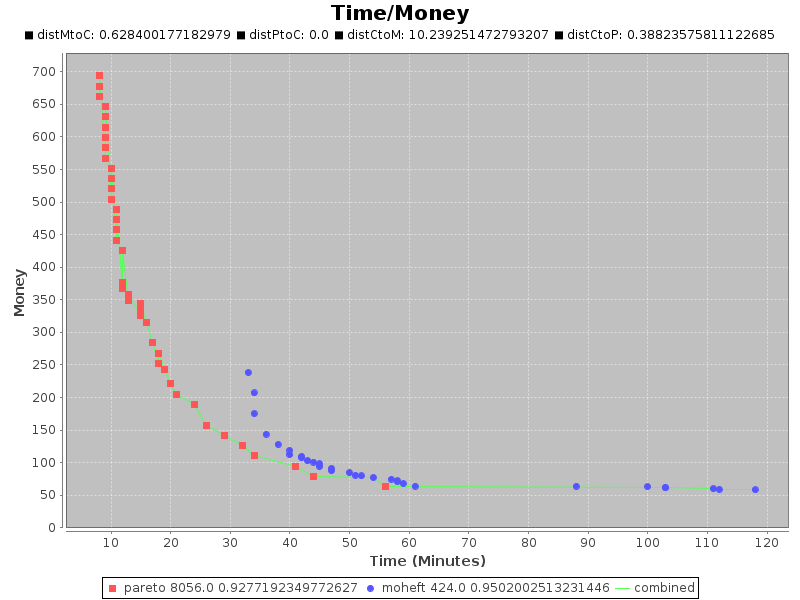 Time/Money
distMtoC: 0.628400177182979 distPtoC: 0.0 distCtoM: 10.239251472793207 distCtoP: 0.38823575811122685
700
650
600
550
500
450
400
350
300
250
200
150
100
50
0
Money
10 20 30 40 50 60 70 80 90 100 110 120
Time (Minutes)
pareto 8056.0 0.9277192349772627 moheft 424.0 0.9502002513231446 combined